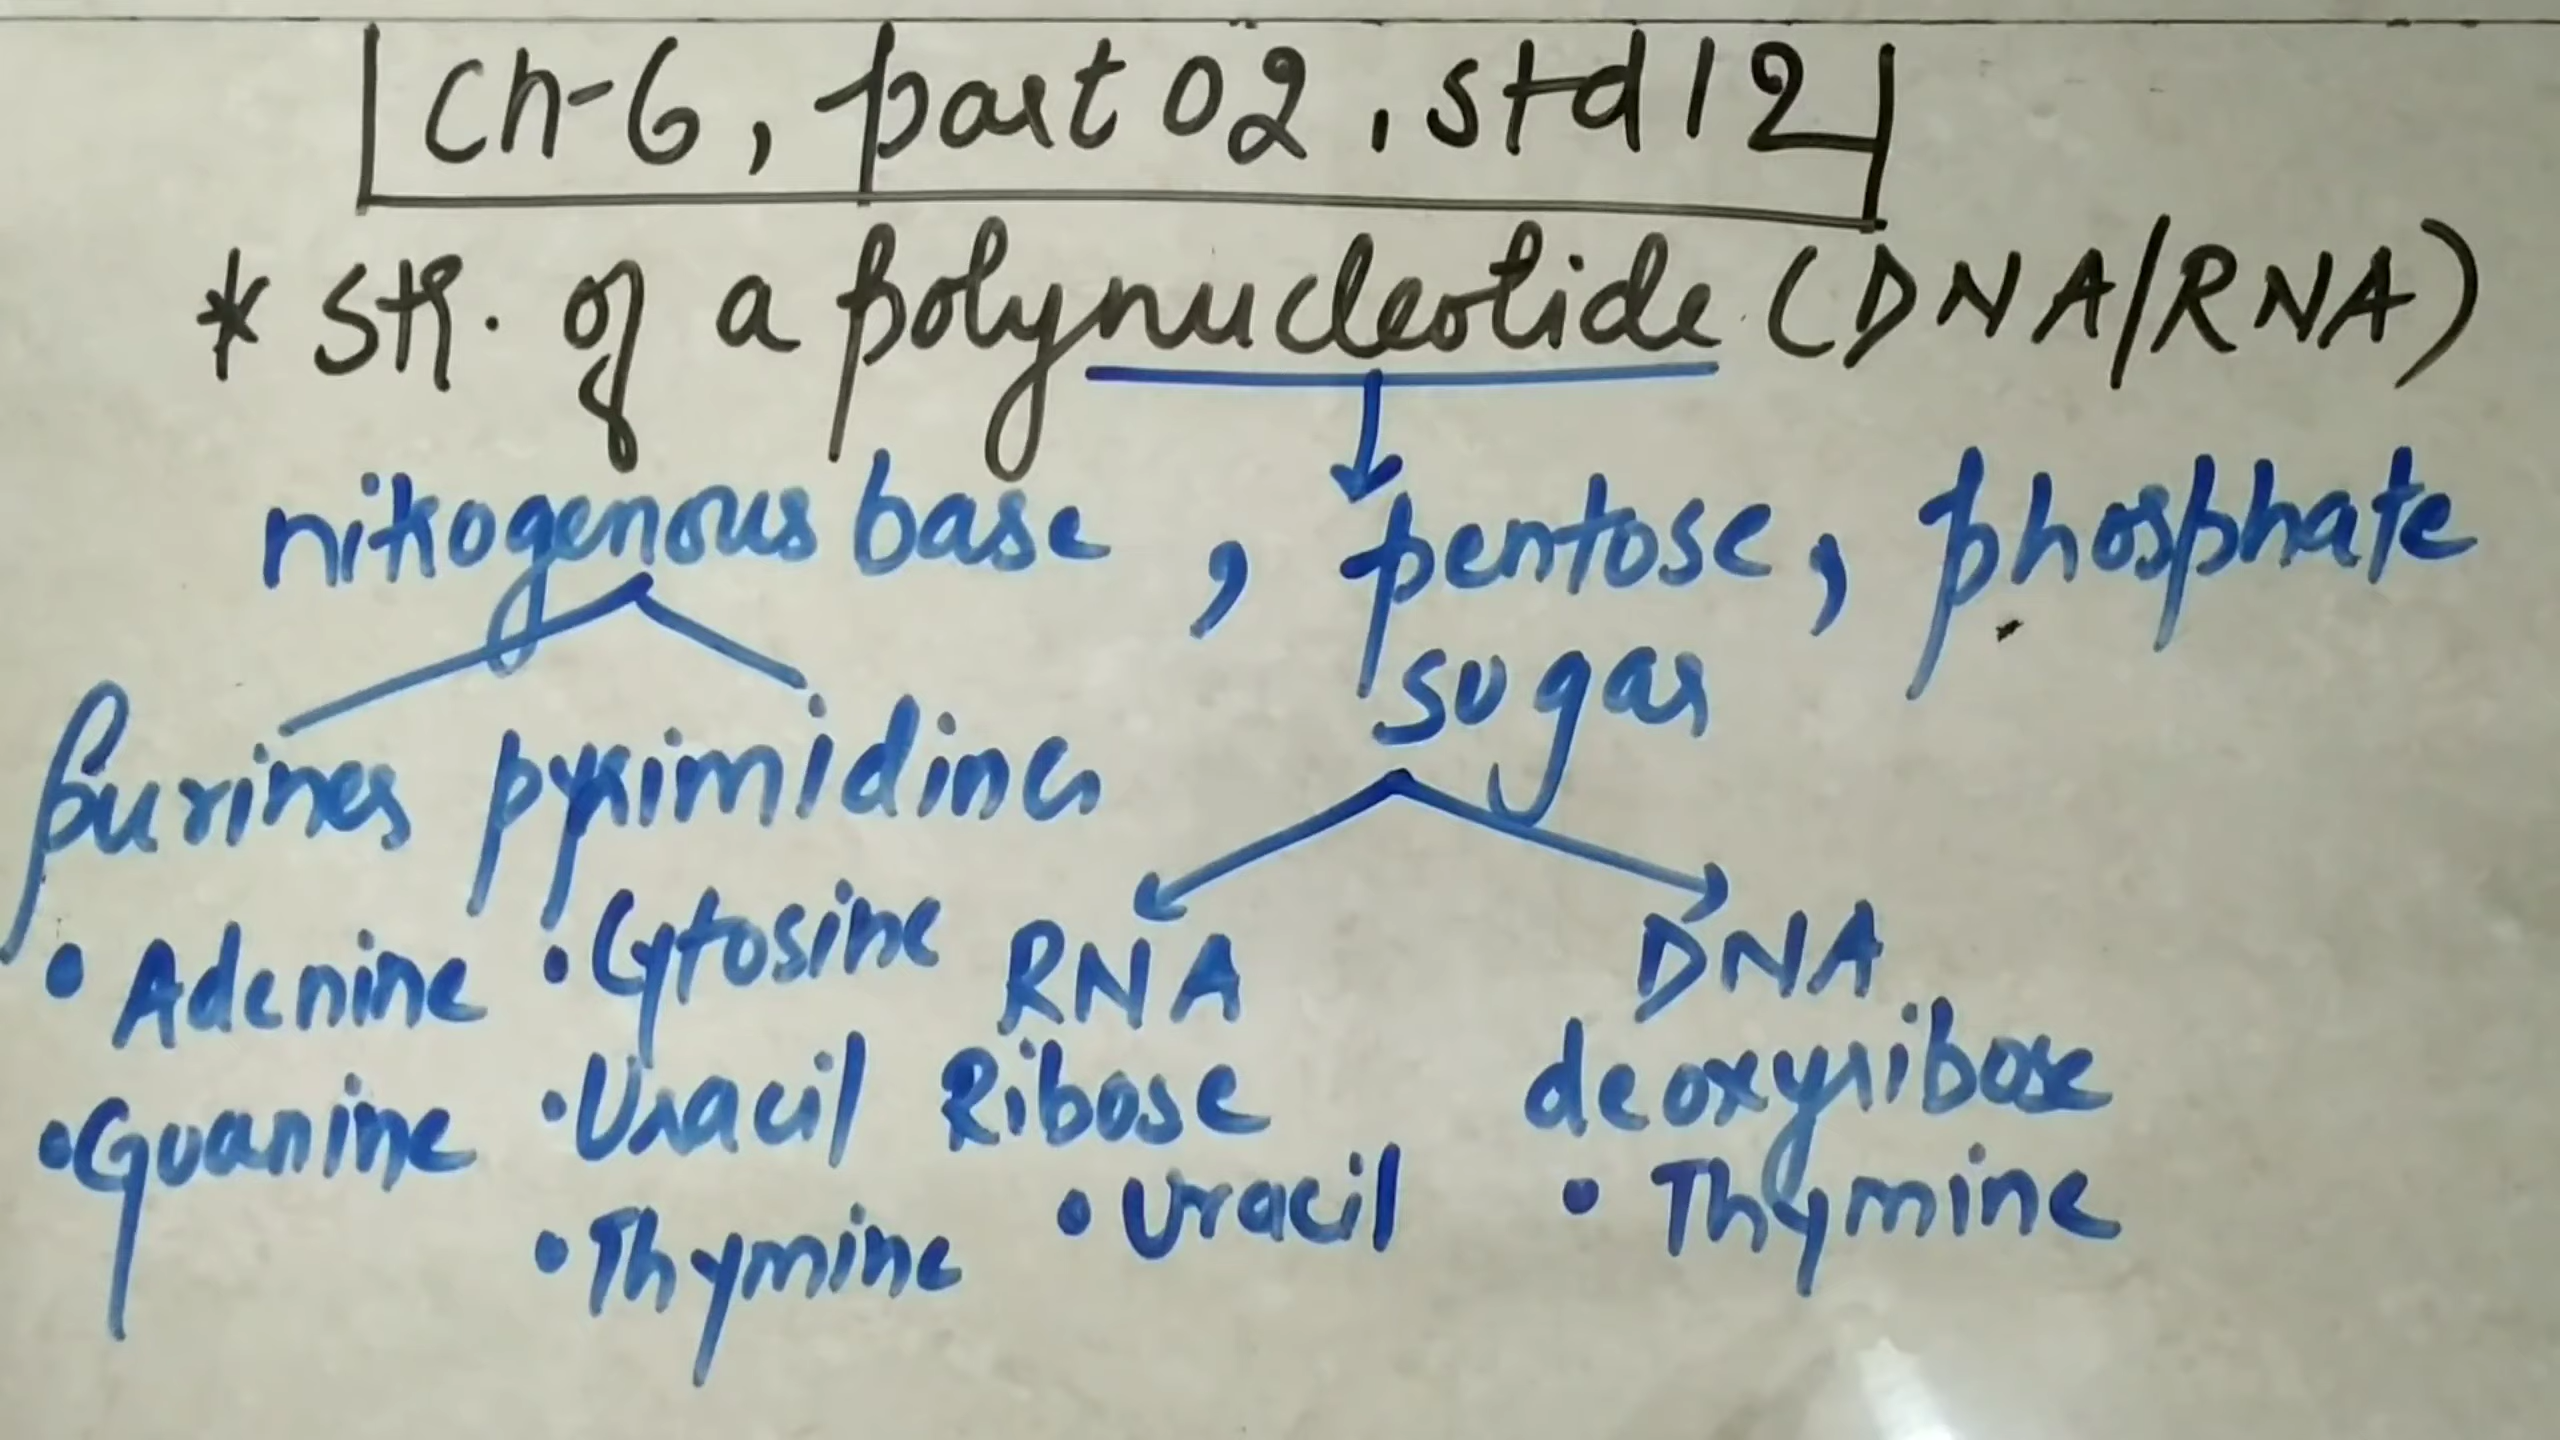 Ch-6, part 02, std 12
* str. of a polynucleotide (DNA/RNA)
nitrogenous base, pentose, phosphate
sugar
purines pyrimidines
RNA DNA
• Adenine • Cytosine
• Guanine • Uracil Ribose deoxyribose
• Thymine • Uracil • Thymine